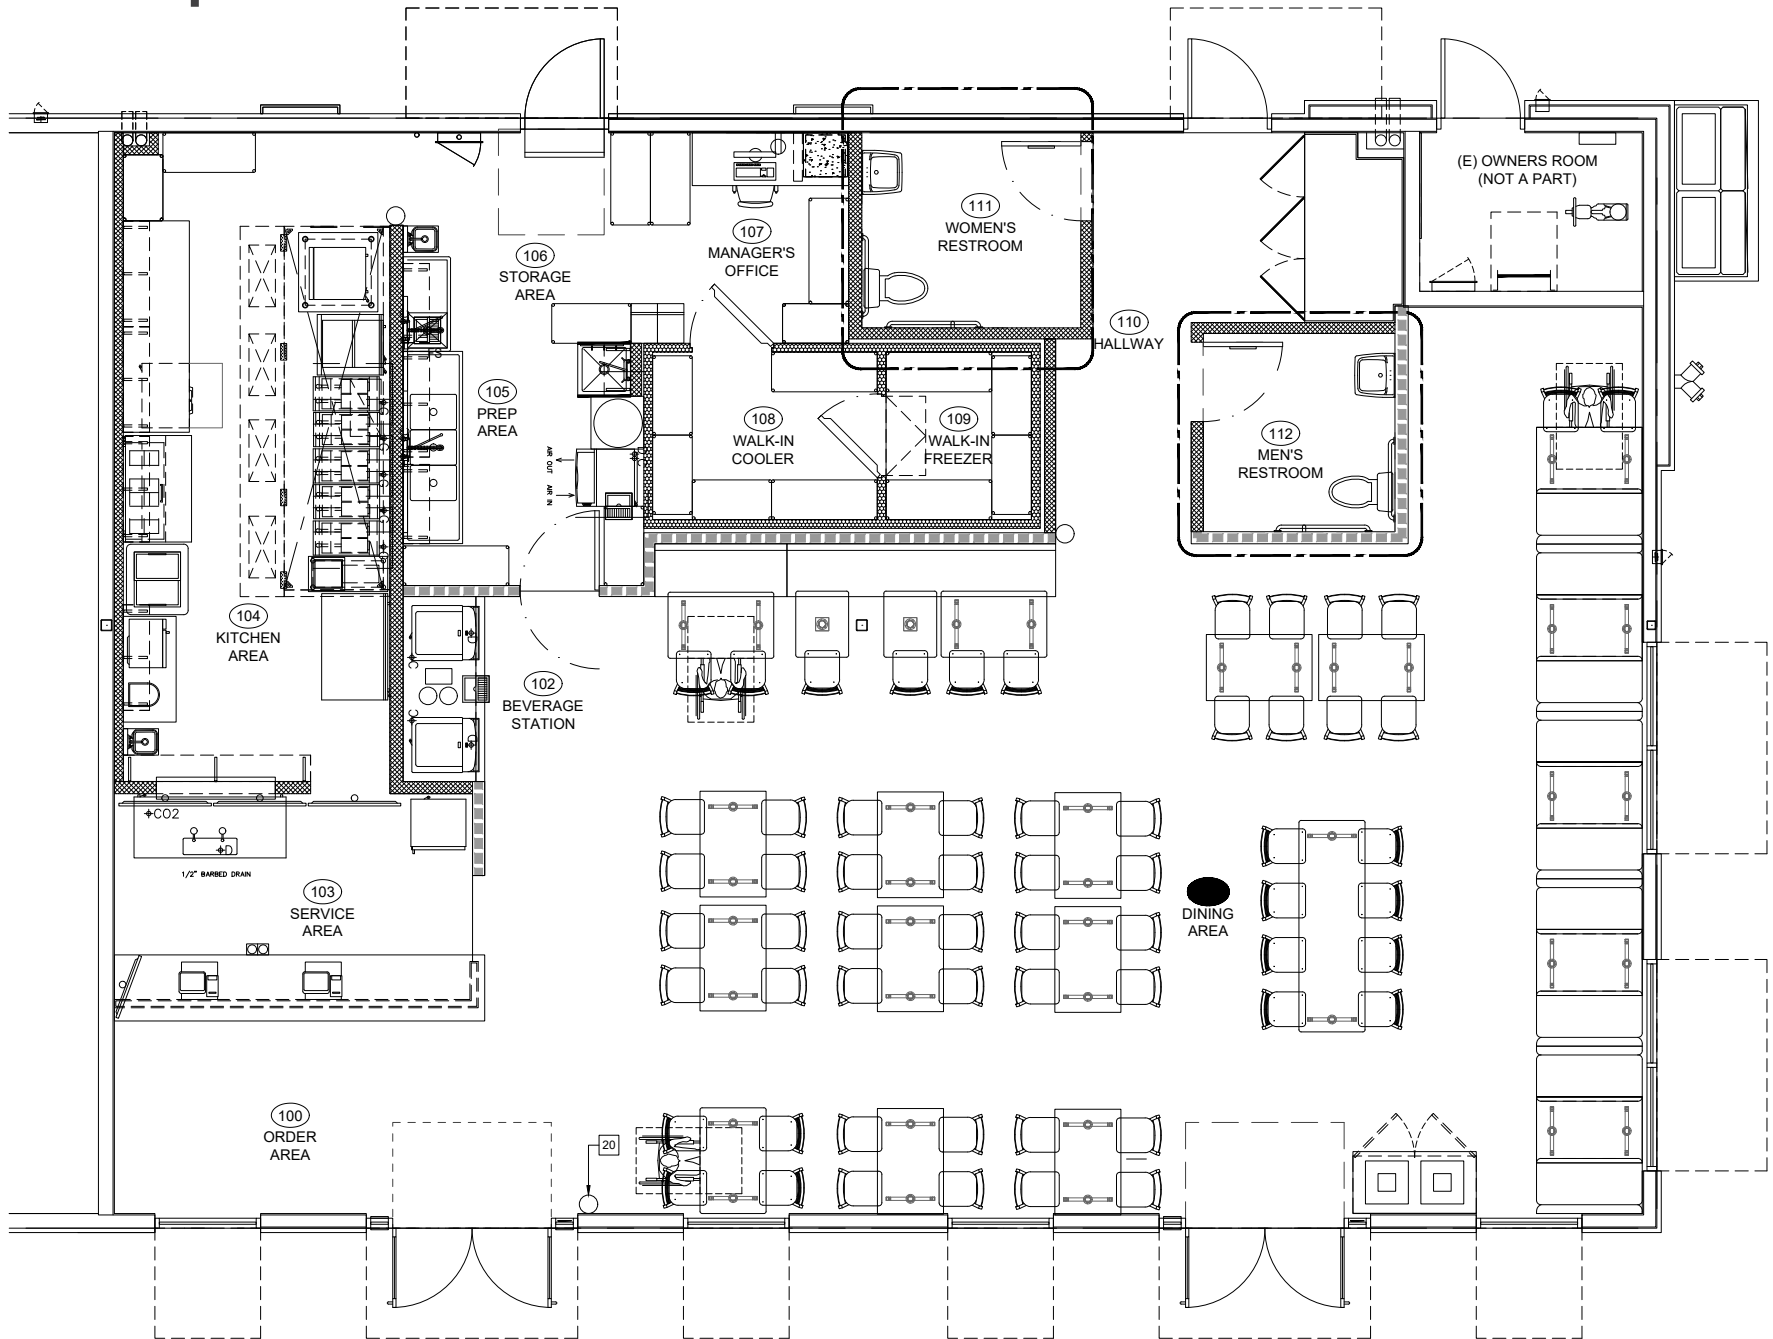 (E) OWNERS ROOM
(NOT A PART)
111
WOMEN'S
RESTROOM
107
MANAGER'S
OFFICE
106
STORAGE
AREA
110
HALLWAY
105
PREP
AREA
108
WALK-IN
COOLER
109
WALK-IN
FREEZER
112
MEN'S
RESTROOM
AIR OUT
AIR IN
104
KITCHEN
AREA
102
BEVERAGE
STATION
CO2
D
1/2" BARBED DRAIN
103
SERVICE
AREA
DINING
AREA
100
ORDER
AREA
20